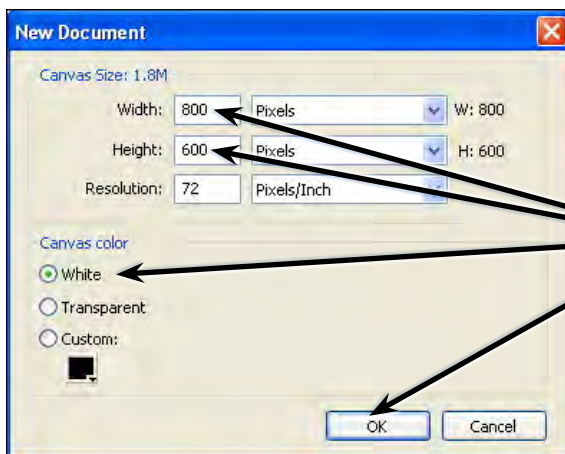 New Document
Canvas Size: 1.8M
Width: 800 Pixels W: 800
Height: 600 Pixels H: 600
Resolution: 72 Pixels/Inch
Canvas color
White
Transparent
Custom:
OK Cancel